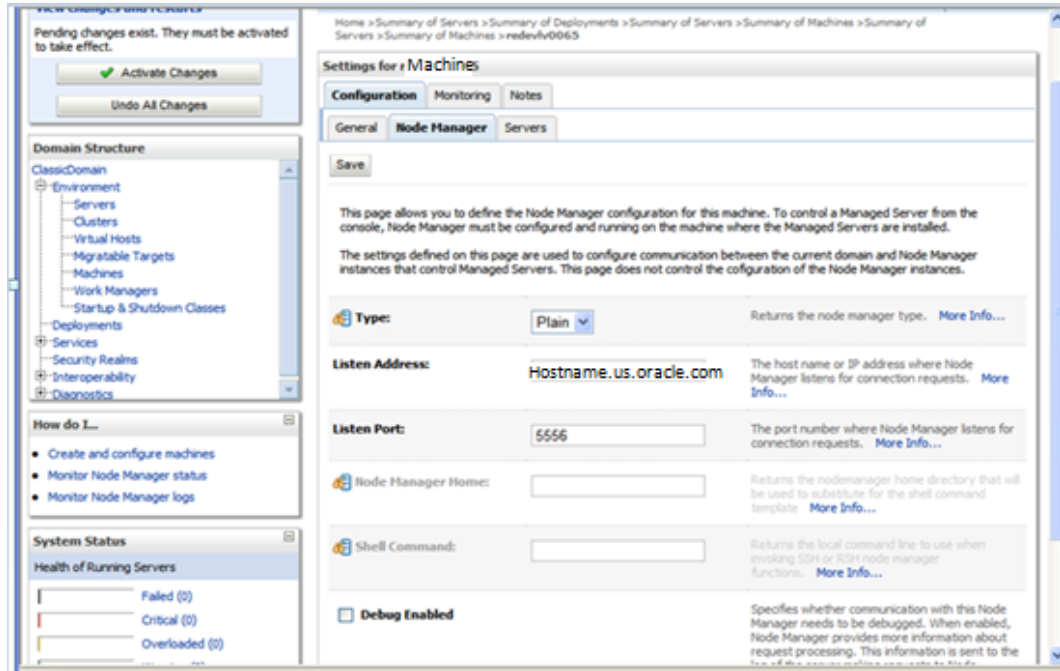 View changes and restarts
Pending changes exist. They must be activated
to take effect.
Activate Changes
Undo All Changes
Domain Structure
ClassicDomain
Environment
Servers
Clusters
Virtual Hosts
Migratable Targets
Machines
Work Managers
Startup & Shutdown Classes
Deployments
Services
Security Realms
Interoperability
Diagnostics
How do I...
Create and configure machines
Monitor Node Manager status
Monitor Node Manager logs
System Status
Health of Running Servers
Failed (0)
Critical (0)
Overloaded (0)
Home >Summary of Servers >Summary of Deployments >Summary of Servers >Summary of Machines >Summary of
Servers >Summary of Machines >redevlv0065
Settings for r Machines
Configuration Monitoring Notes
General Node Manager Servers
Save
This page allows you to define the Node Manager configuration for this machine. To control a Managed Server from the
console, Node Manager must be configured and running on the machine where the Managed Servers are installed.
The settings defined on this page are used to configure communication between the current domain and Node Manager
instances that control Managed Servers. This page does not control the cofiguration of the Node Manager instances.
Type: Plain Returns the node manager type. More Info...
Listen Address: Hostname.us.oracle.com The host name or IP address where Node
Manager listens for connection requests. More
Info...
Listen Port: 5556 The port number where Node Manager listens for
connection requests. More Info...
Node Manager Home: Returns the nodemanager home directory that will
be used to substitute for the shell command
template More Info...
Shell Command: Returns the local command line to use when
invoking SSH or RSH node manager
functions. More Info...
Debug Enabled Specifies whether communication with this Node
Manager needs to be debugged. When enabled,
Node Manager provides more information about
request processing. This information is sent to the